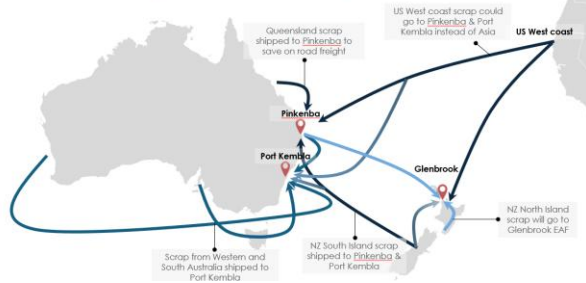 Queensland scrap
shipped to Pinkenba to
save on road freight
US West coast scrap could
go to Pinkenba & Port
Kembla instead of Asia
US West coast
Pinkenba
Port Kembla
Glenbrook
NZ North Island
scrap will go to
Glenbrook EAF
NZ South Island scrap
shipped to Pinkenba &
Port Kembla
Scrap from Western and
South Australia shipped to
Port Kembla